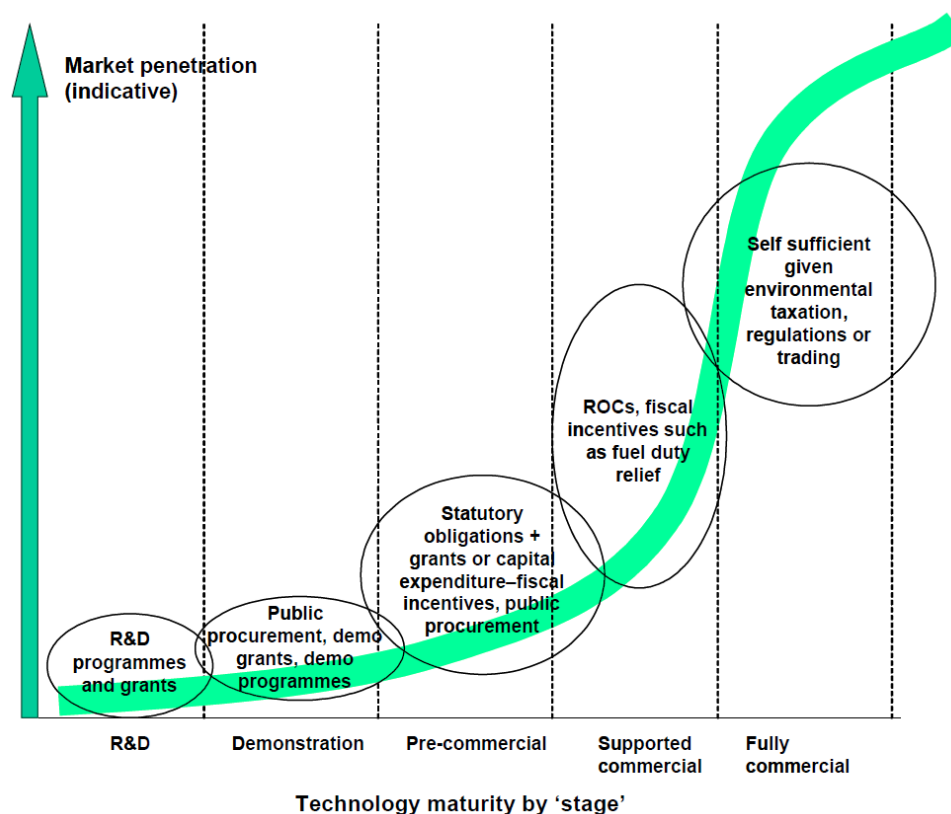 Market penetration
(indicative)
Self sufficient
given
environmental
taxation,
regulations or
trading
ROCs, fiscal
incentives such
as fuel duty
relief
Statutory
obligations +
grants or capital
expenditure–fiscal
incentives, public
procurement
Public
procurement, demo
grants, demo
programmes
R&D
programmes
and grants
R&D
Demonstration
Pre-commercial
Supported
commercial
Fully
commercial
Technology maturity by ‘stage’